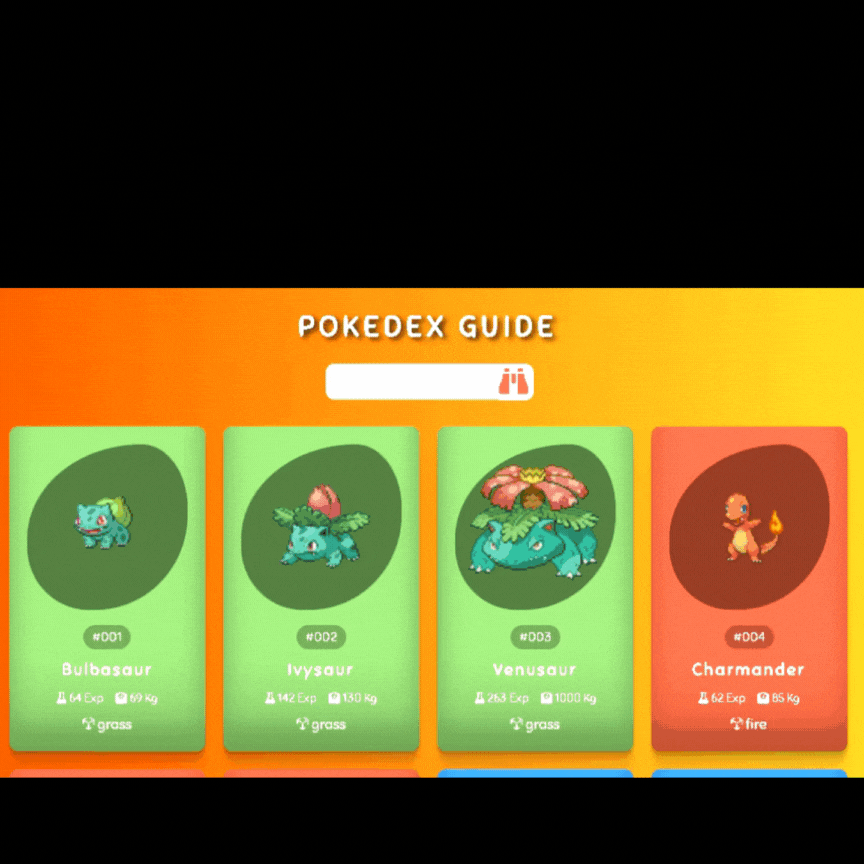 POKEDEX GUIDE
#001
Bulbasaur
64 Exp 69 Kg
grass
#002
Ivysaur
142 Exp 130 Kg
grass
#003
Venusaur
263 Exp 1000 Kg
grass
#004
Charmander
62 Exp 85 Kg
fire